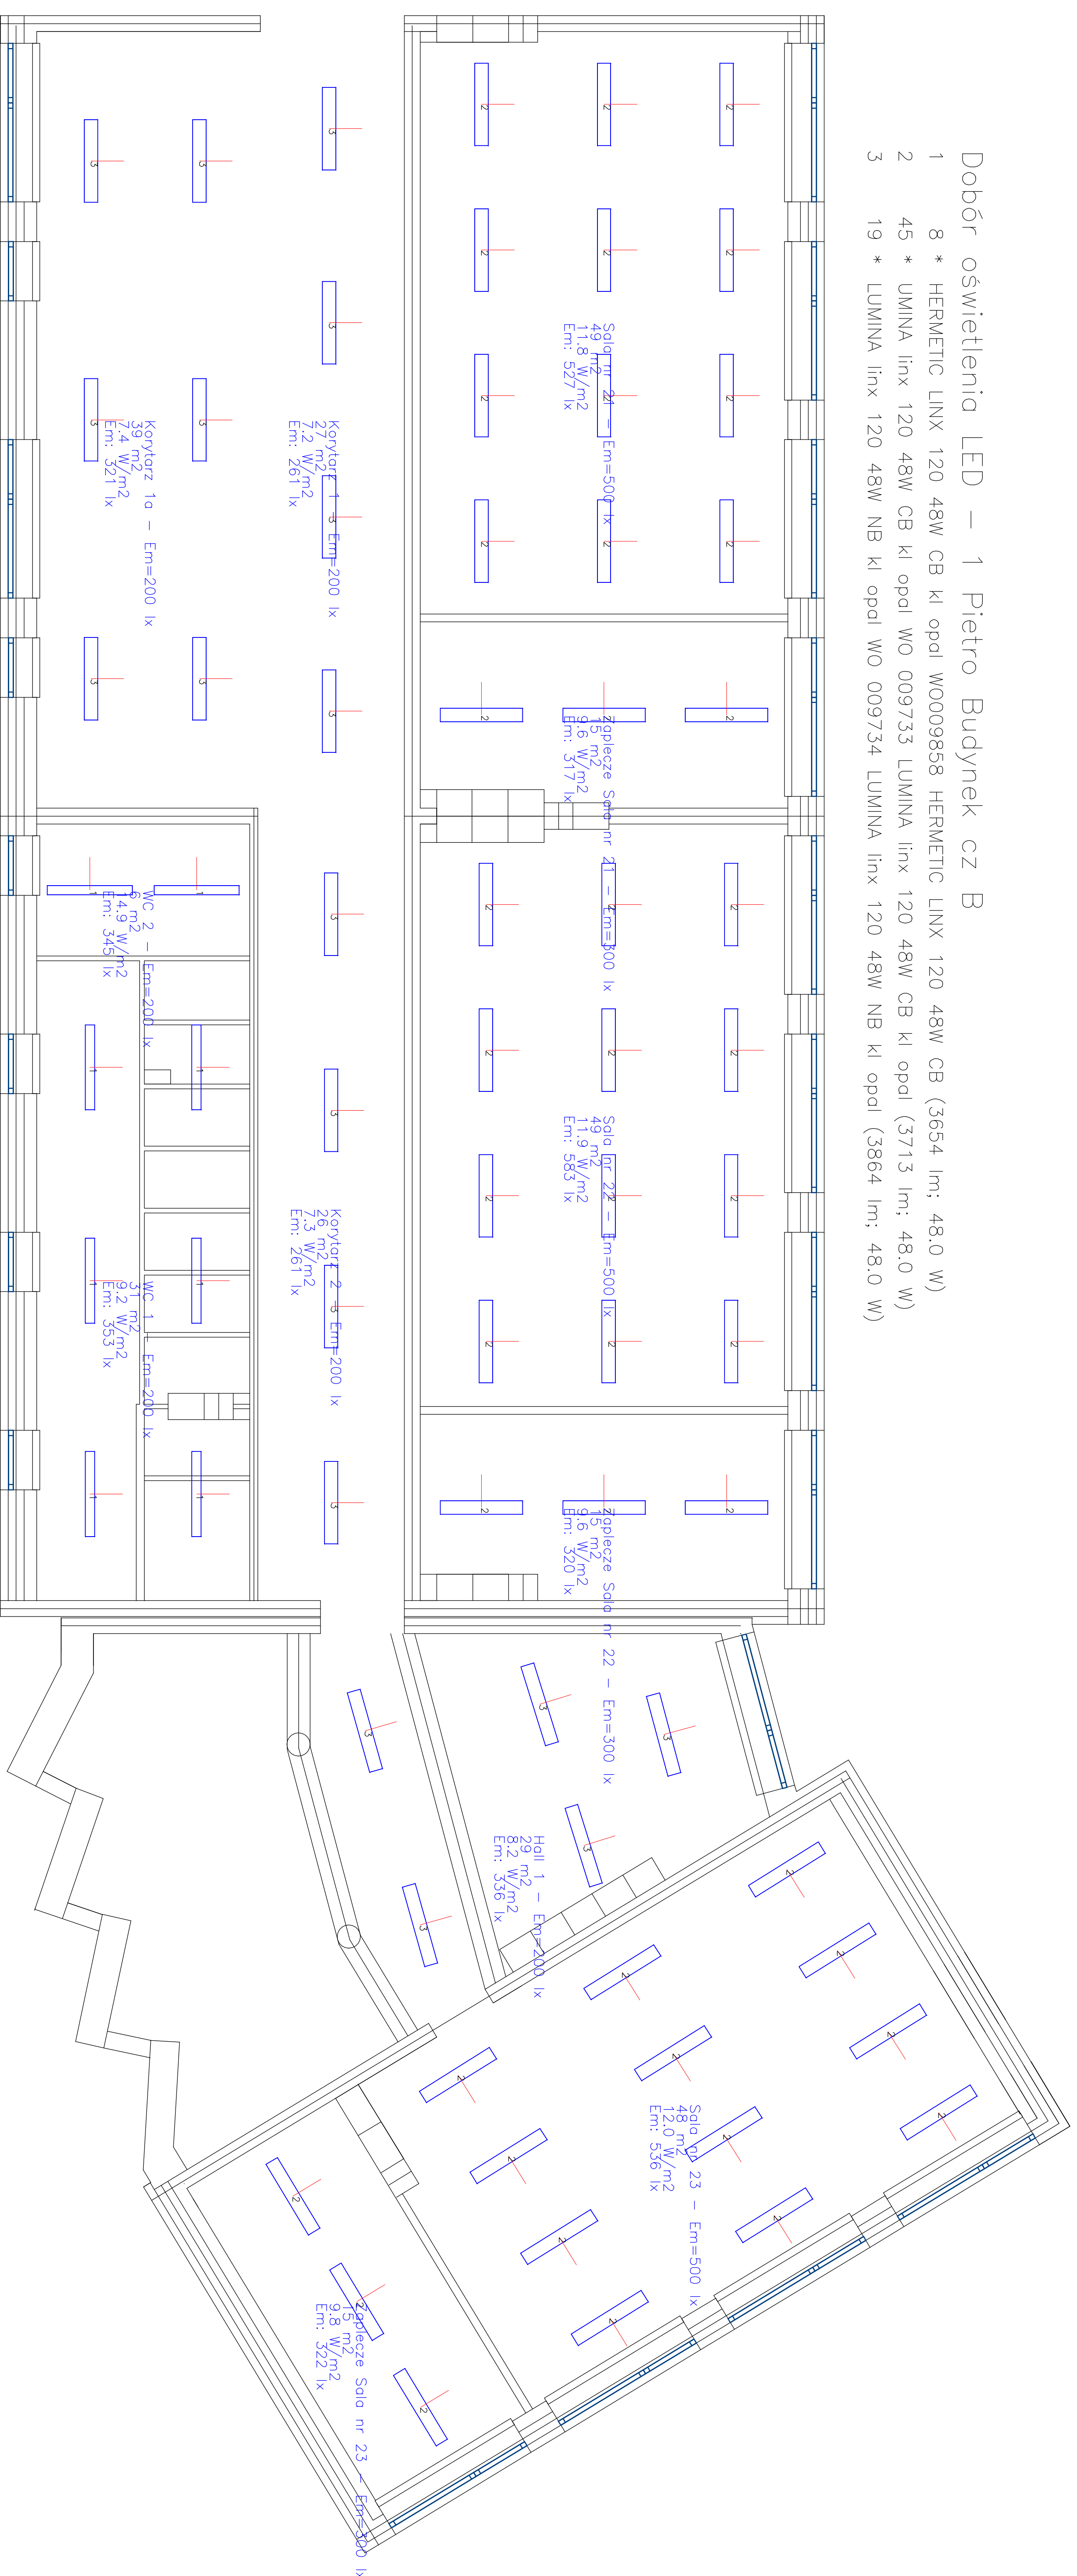 Dobór oświetlenia LED - 1 Pietro Budynek cz B
1 8 * HERMETIC LINX 120 48W CB kl opal WO009858 HERMETIC LINX 120 48W CB (3654 lm; 48.0 W)
2 45 * UMINA linx 120 48W CB kl opal WO 009733 LUMINA linx 120 48W CB kl opal (3713 lm; 48.0 W)
3 19 * LUMINA linx 120 48W NB kl opal WO 009734 LUMINA linx 120 48W NB kl opal (3864 lm; 48.0 W)
Sala nr 21 - Em=500 lx
49 m2
11.8 W/m2
Em: 527 lx
Zaplecze Sala nr 21 - Em=300 lx
15 m2
9.6 W/m2
Em: 317 lx
Sala nr 22 - Em=500 lx
49 m2
11.9 W/m2
Em: 583 lx
Zaplecze Sala nr 22 - Em=300 lx
15 m2
9.6 W/m2
Em: 320 lx
Korytarz 1 - Em=200 lx
27 m2
7.2 W/m2
Em: 261 lx
Korytarz 1a - Em=200 lx
39 m2
7.4 W/m2
Em: 321 lx
WC 2 - Em=200 lx
6 m2
14.9 W/m2
Em: 345 lx
Korytarz 2 - Em=200 lx
26 m2
7.3 W/m2
Em: 261 lx
WC 1 - Em=200 lx
31 m2
9.2 W/m2
Em: 353 lx
Hall 1 - Em=200 lx
29 m2
8.2 W/m2
Em: 336 lx
Sala nr 23 - Em=500 lx
48 m2
12.0 W/m2
Em: 536 lx
Zaplecze Sala nr 23 - Em=300 lx
15 m2
9.8 W/m2
Em: 322 lx